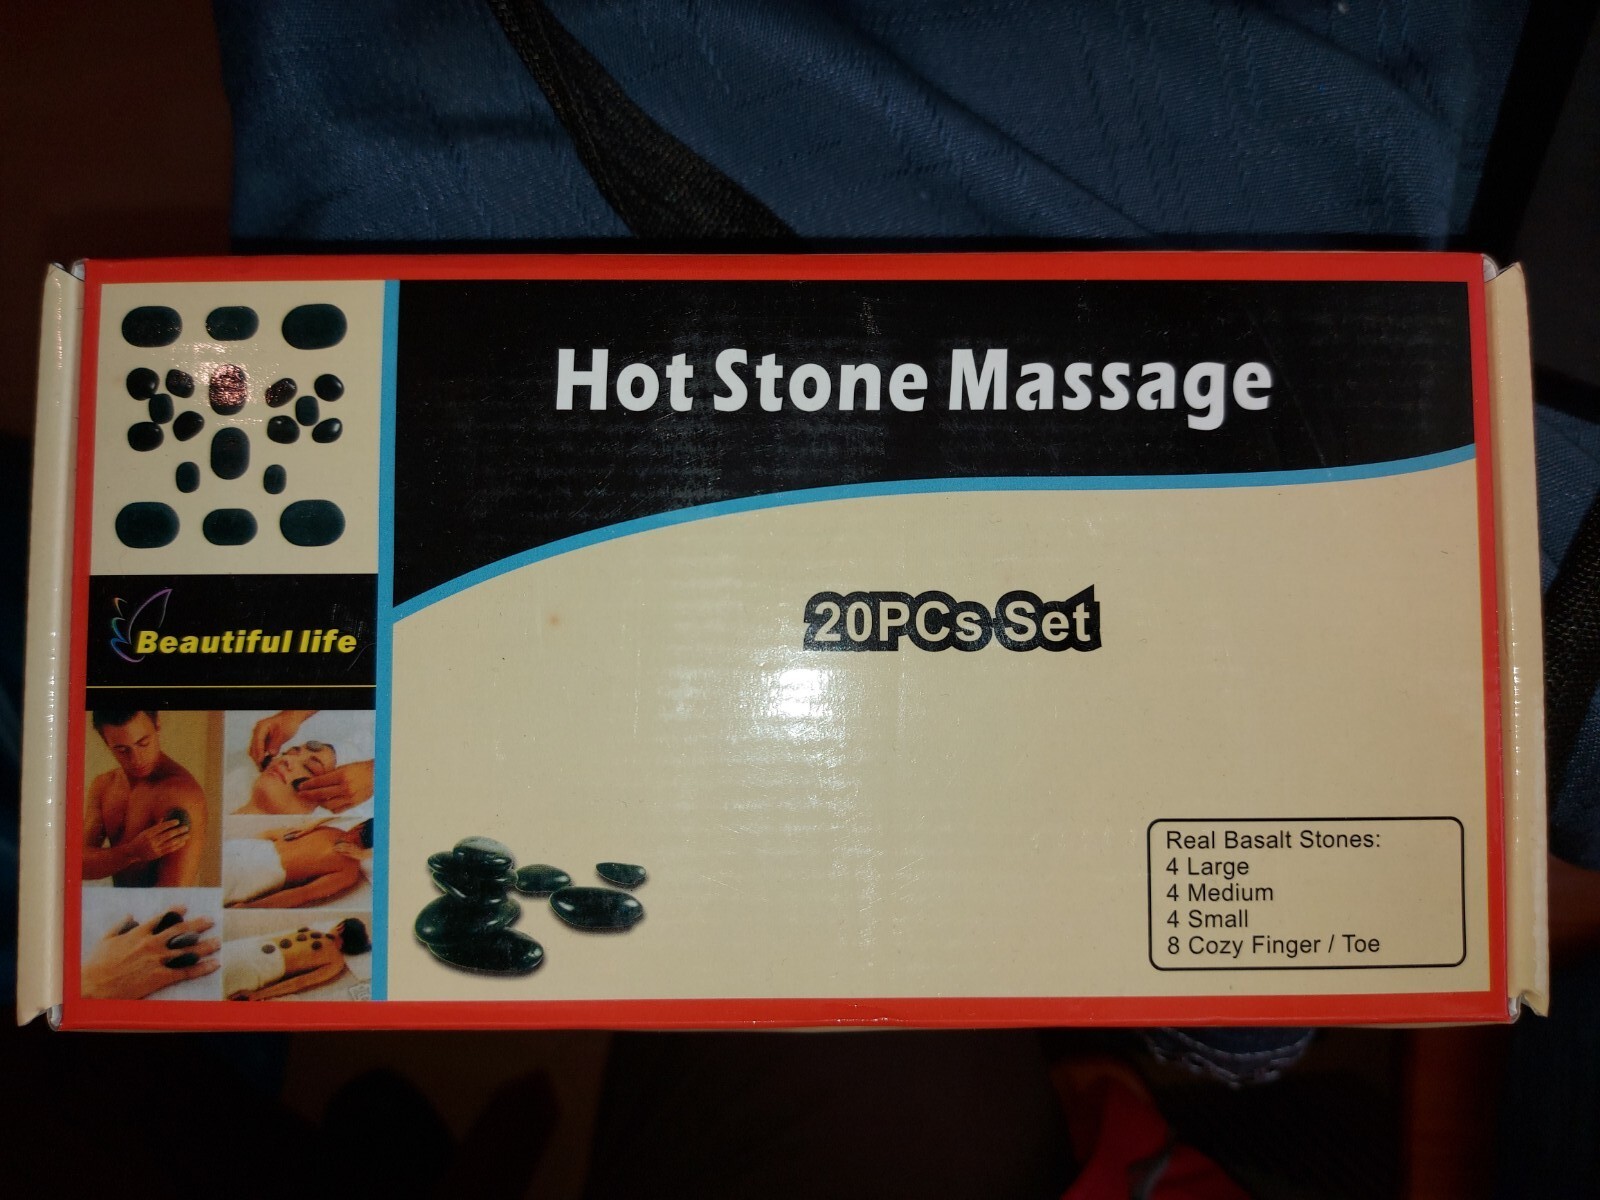 Hot Stone Massage
20PCs Set
Beautiful life
Real Basalt Stones:
4 Large
4 Medium
4 Small
8 Cozy Finger / Toe